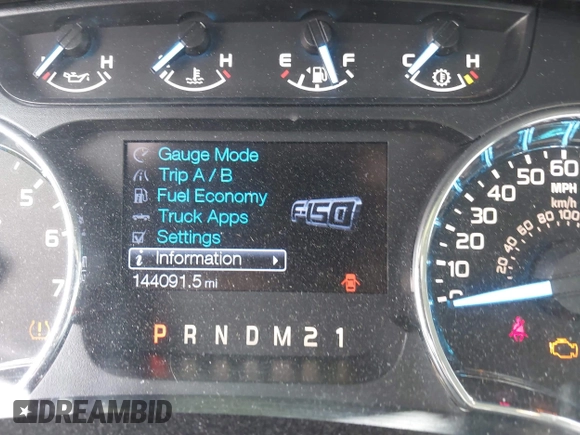 H H E F C H
Gauge Mode
Trip A / B
Fuel Economy
Truck Apps
Settings
Information
F-150
144091.5 mi
P R N D M 2 1
6
7
60
50
40
30
20
10
0
MPH
km/h
100
80
60
40
20
DREAMBID